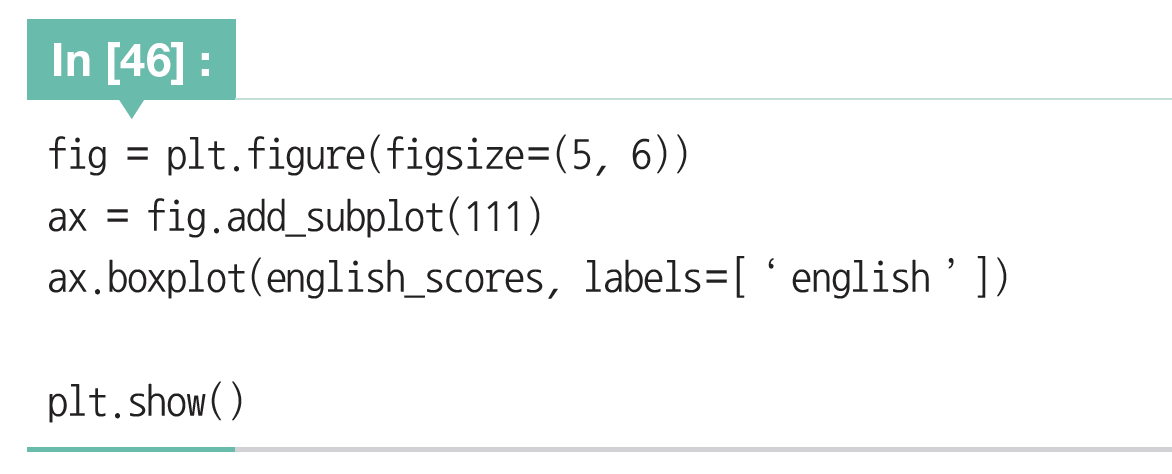 In [46] :
fig = plt.figure(figsize=(5, 6))
ax = fig.add_subplot(111)
ax.boxplot(english_scores, labels=[ ‘ english ’ ])
plt.show()